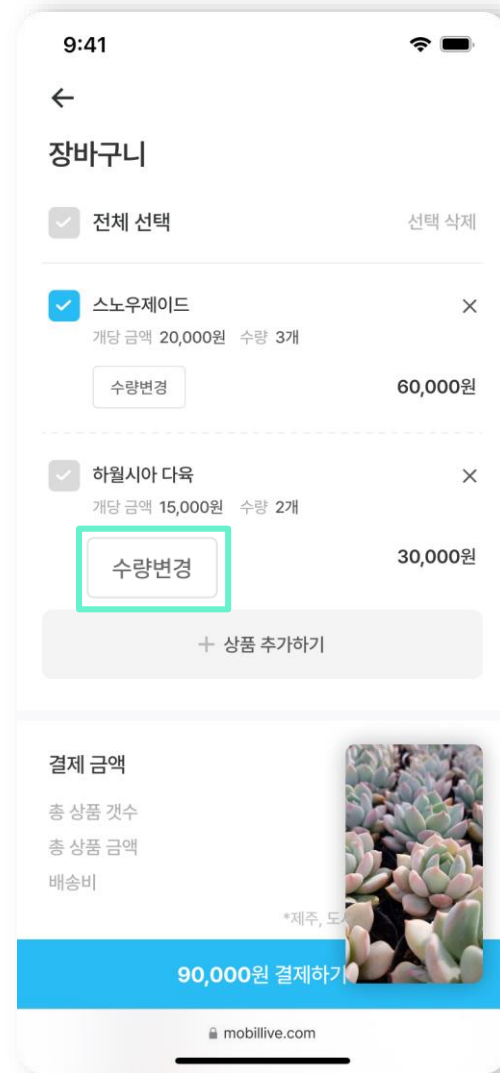 9:41
장바구니
전체 선택 선택 삭제
스노우제이드
개당 금액 20,000원 수량 3개
수량변경 60,000원
하월시아 다육
개당 금액 15,000원 수량 2개
수량변경 30,000원
+ 상품 추가하기
결제 금액
총 상품 갯수
총 상품 금액
배송비
*제주,
90,000원 결제하기
mobillive.com